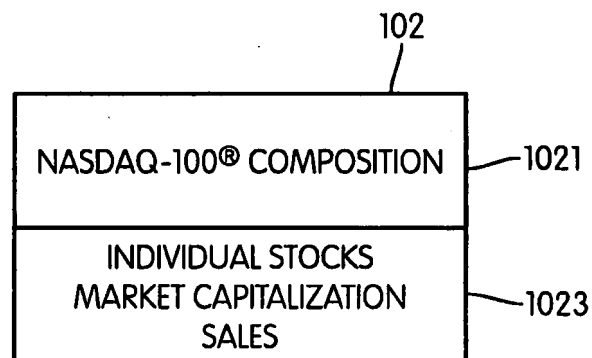 102
NASDAQ-100® COMPOSITION
1021
INDIVIDUAL STOCKS
MARKET CAPITALIZATION
1023
SALES